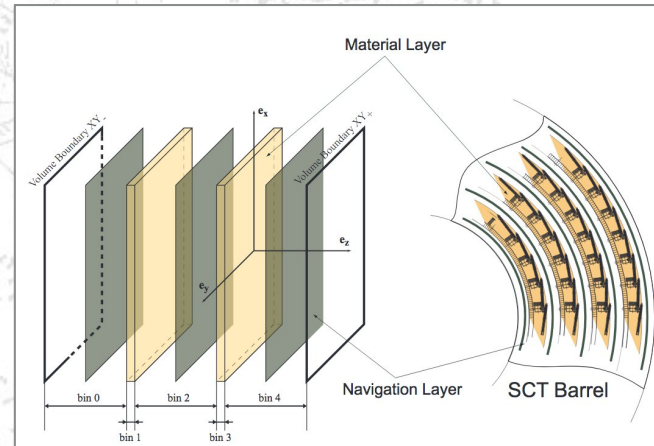 Material Layer
Volume Boundary XY-
eₓ
Volume Boundary XY+
e_z
e_y
Navigation Layer
SCT Barrel
bin 0
bin 2
bin 4
bin 1
bin 3